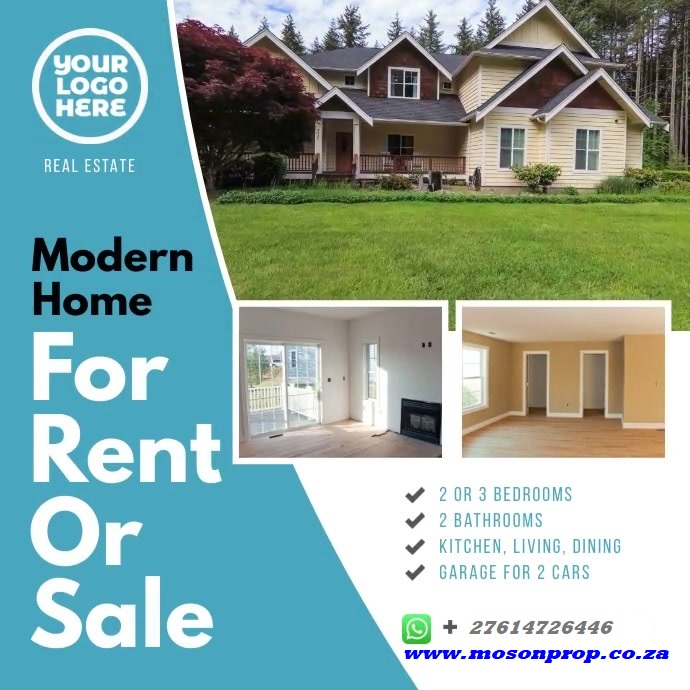 YOUR
LOGO
HERE
REAL ESTATE
Modern
Home
For
Rent
Or
Sale
2 OR 3 BEDROOMS
2 BATHROOMS
KITCHEN, LIVING, DINING
GARAGE FOR 2 CARS
+ 27614726446
www.mosonprop.co.za